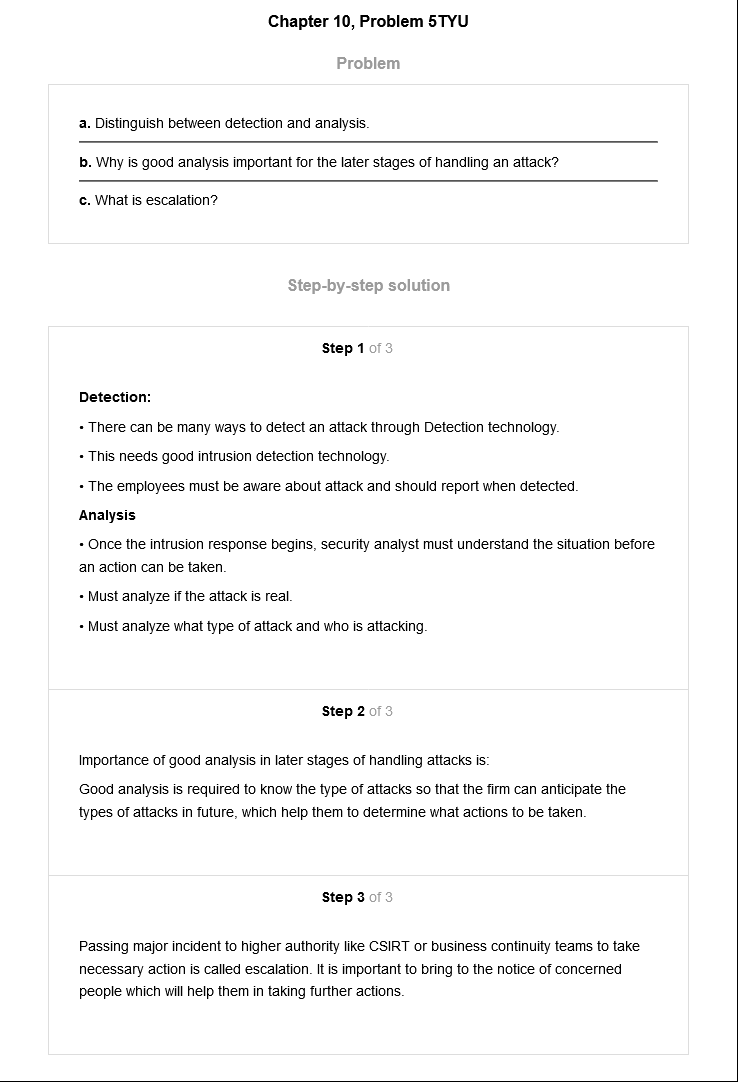 Chapter 10, Problem 5TYU
Problem
a. Distinguish between detection and analysis.
b. Why is good analysis important for the later stages of handling an attack?
c. What is escalation?
Step-by-step solution
Step 1 of 3
Detection:
• There can be many ways to detect an attack through Detection technology.
• This needs good intrusion detection technology.
• The employees must be aware about attack and should report when detected.
Analysis
• Once the intrusion response begins, security analyst must understand the situation before
an action can be taken.
• Must analyze if the attack is real.
• Must analyze what type of attack and who is attacking.
Step 2 of 3
Importance of good analysis in later stages of handling attacks is:
Good analysis is required to know the type of attacks so that the firm can anticipate the
types of attacks in future, which help them to determine what actions to be taken.
Step 3 of 3
Passing major incident to higher authority like CSIRT or business continuity teams to take
necessary action is called escalation. It is important to bring to the notice of concerned
people which will help them in taking further actions.